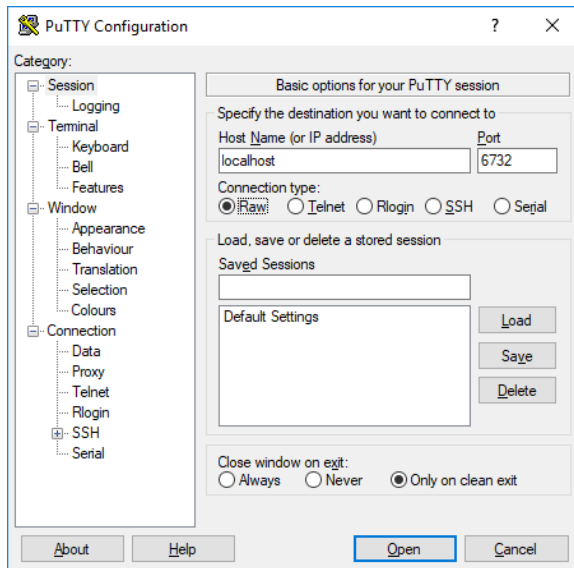 PuTTY Configuration ? ×
Category:
Session
Logging
Terminal
Keyboard
Bell
Features
Window
Appearance
Behaviour
Translation
Selection
Colours
Connection
Data
Proxy
Telnet
Rlogin
SSH
Serial
Basic options for your PuTTY session
Specify the destination you want to connect to
Host Name (or IP address) Port
localhost 6732
Connection type:
Raw Telnet Rlogin SSH Serial
Load, save or delete a stored session
Saved Sessions
Default Settings
Load
Save
Delete
Close window on exit:
Always Never Only on clean exit
About Help Open Cancel